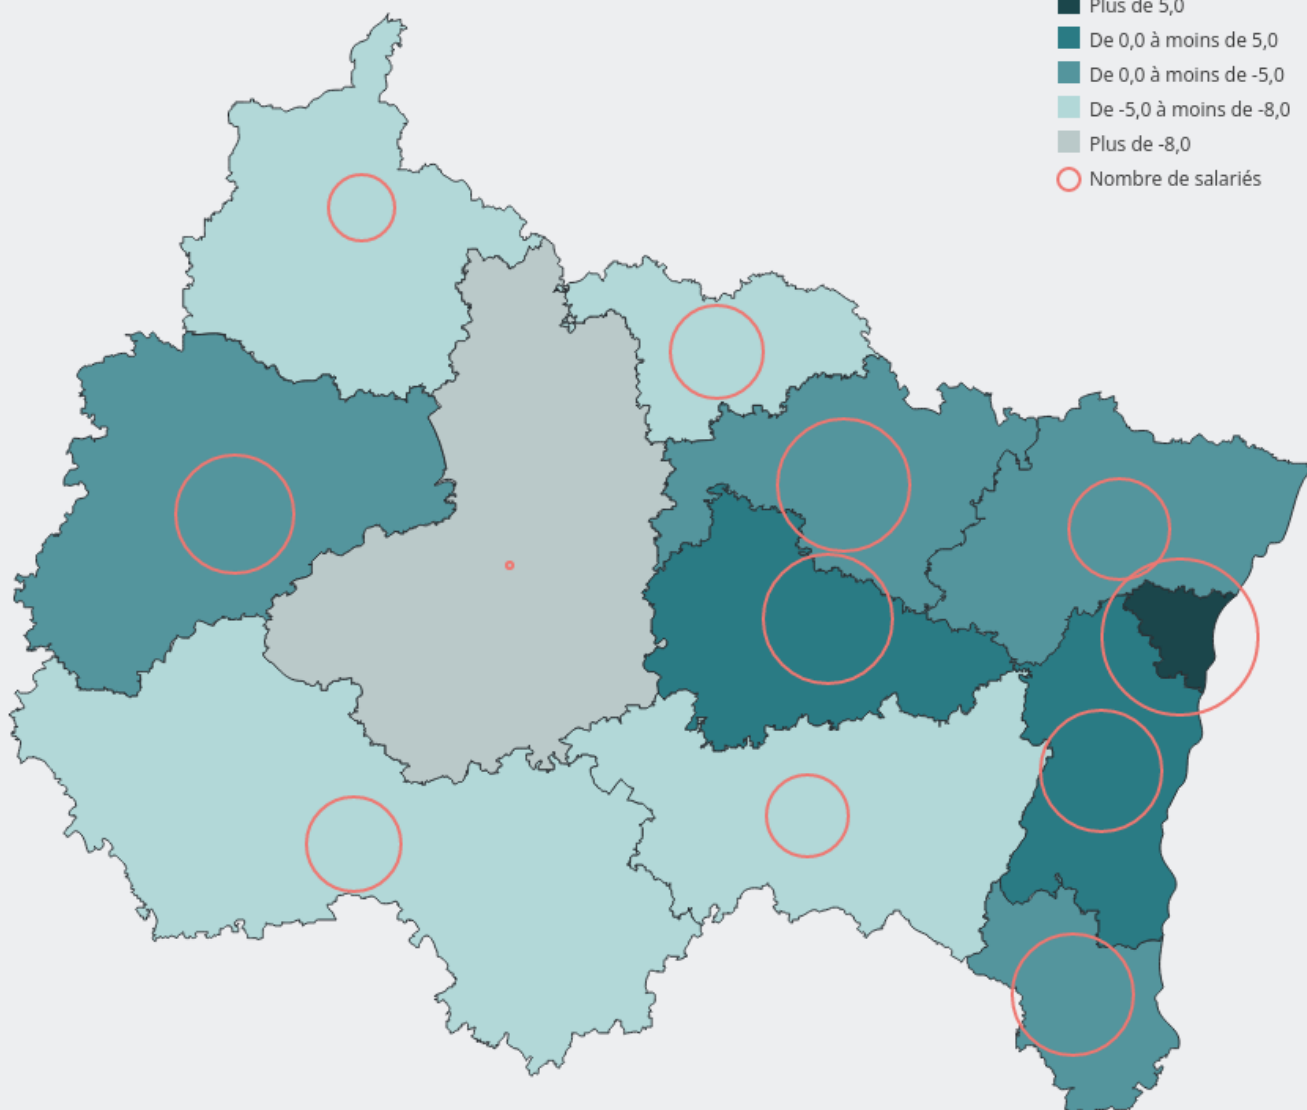 Plus de 5,0
De 0,0 à moins de 5,0
De 0,0 à moins de -5,0
De -5,0 à moins de -8,0
Plus de -8,0
Nombre de salariés